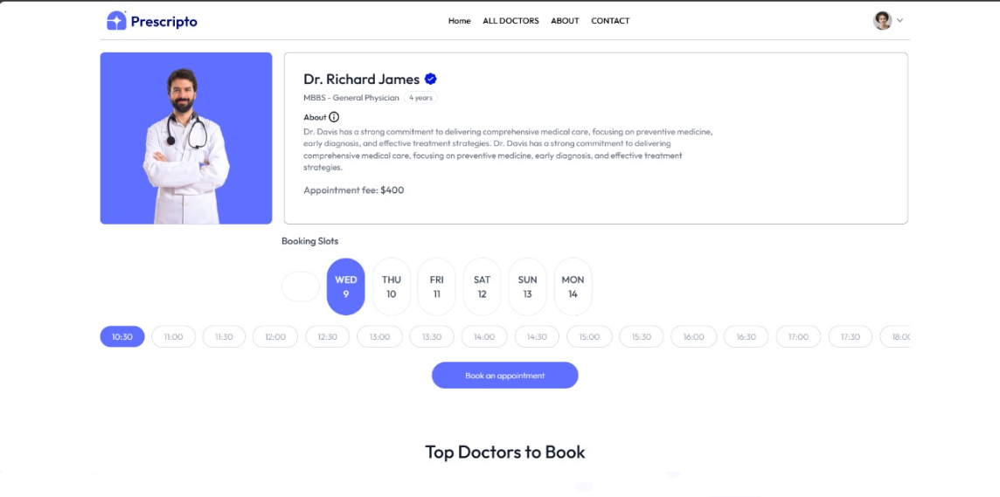 Prescripto
Home ALL DOCTORS ABOUT CONTACT
Dr. Richard James
MBBS - General Physician 4 years
About
Dr. Davis has a strong commitment to delivering comprehensive medical care, focusing on preventive medicine,
early diagnosis, and effective treatment strategies. Dr. Davis has a strong commitment to delivering
comprehensive medical care, focusing on preventive medicine, early diagnosis, and effective treatment
strategies.
Appointment fee: $400
Booking Slots
WED THU FRI SAT SUN MON
9 10 11 12 13 14
10:30 11:00 11:30 12:00 12:30 13:00 13:30 14:00 14:30 15:00 15:30 16:00 16:30 17:00 17:30 18:00
Book an appointment
Top Doctors to Book